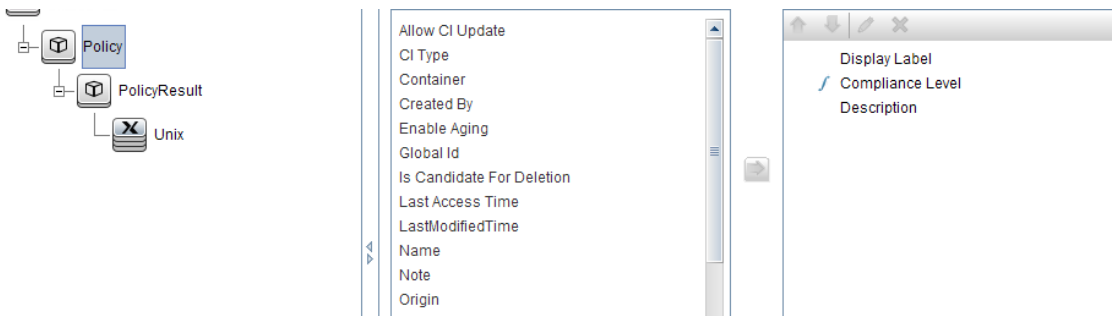 Policy
PolicyResult
Unix
Allow CI Update
CI Type
Container
Created By
Enable Aging
Global Id
Is Candidate For Deletion
Last Access Time
LastModifiedTime
Name
Note
Origin
Display Label
Compliance Level
Description